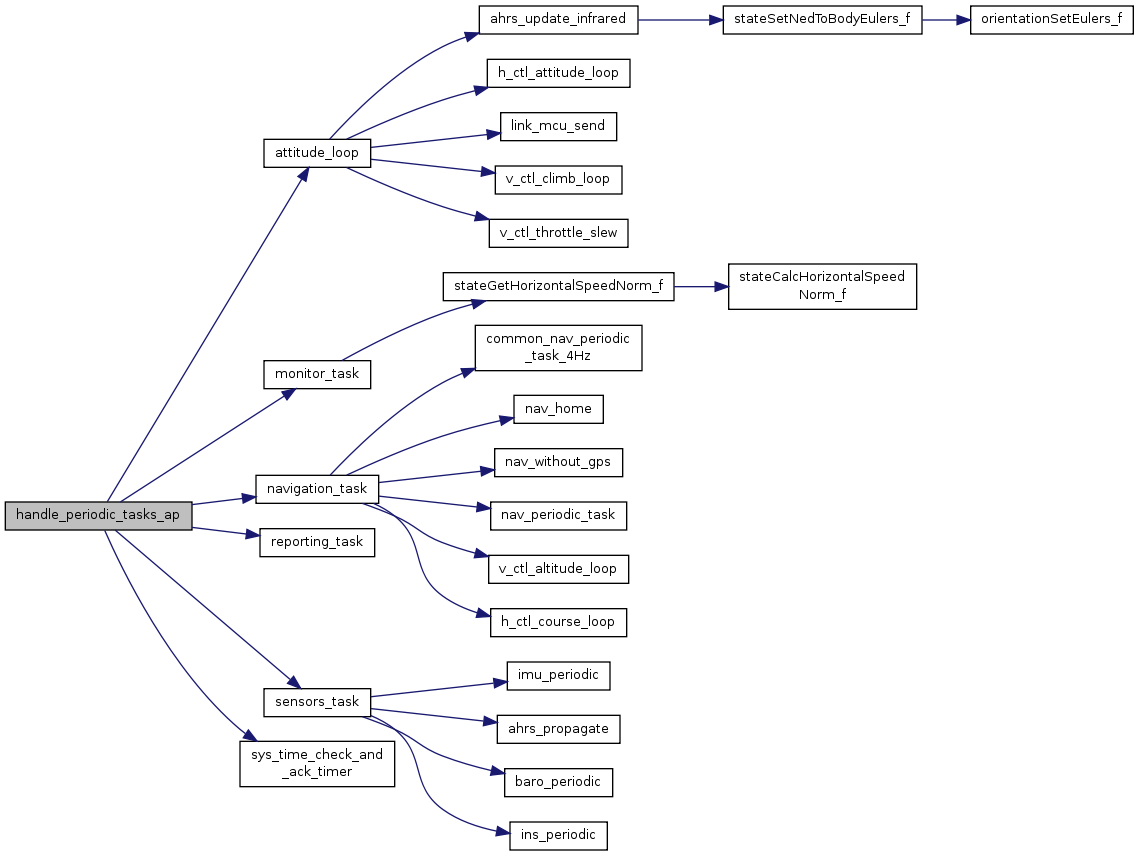 ahrs_update_infrared
stateSetNedToBodyEulers_f
orientationSetEulers_f
h_ctl_attitude_loop
link_mcu_send
attitude_loop
v_ctl_climb_loop
v_ctl_throttle_slew
stateGetHorizontalSpeedNorm_f
stateCalcHorizontalSpeed
Norm_f
common_nav_periodic
_task_4Hz
monitor_task
nav_home
nav_without_gps
navigation_task
handle_periodic_tasks_ap
nav_periodic_task
reporting_task
v_ctl_altitude_loop
h_ctl_course_loop
imu_periodic
sensors_task
ahrs_propagate
sys_time_check_and
_ack_timer
baro_periodic
ins_periodic